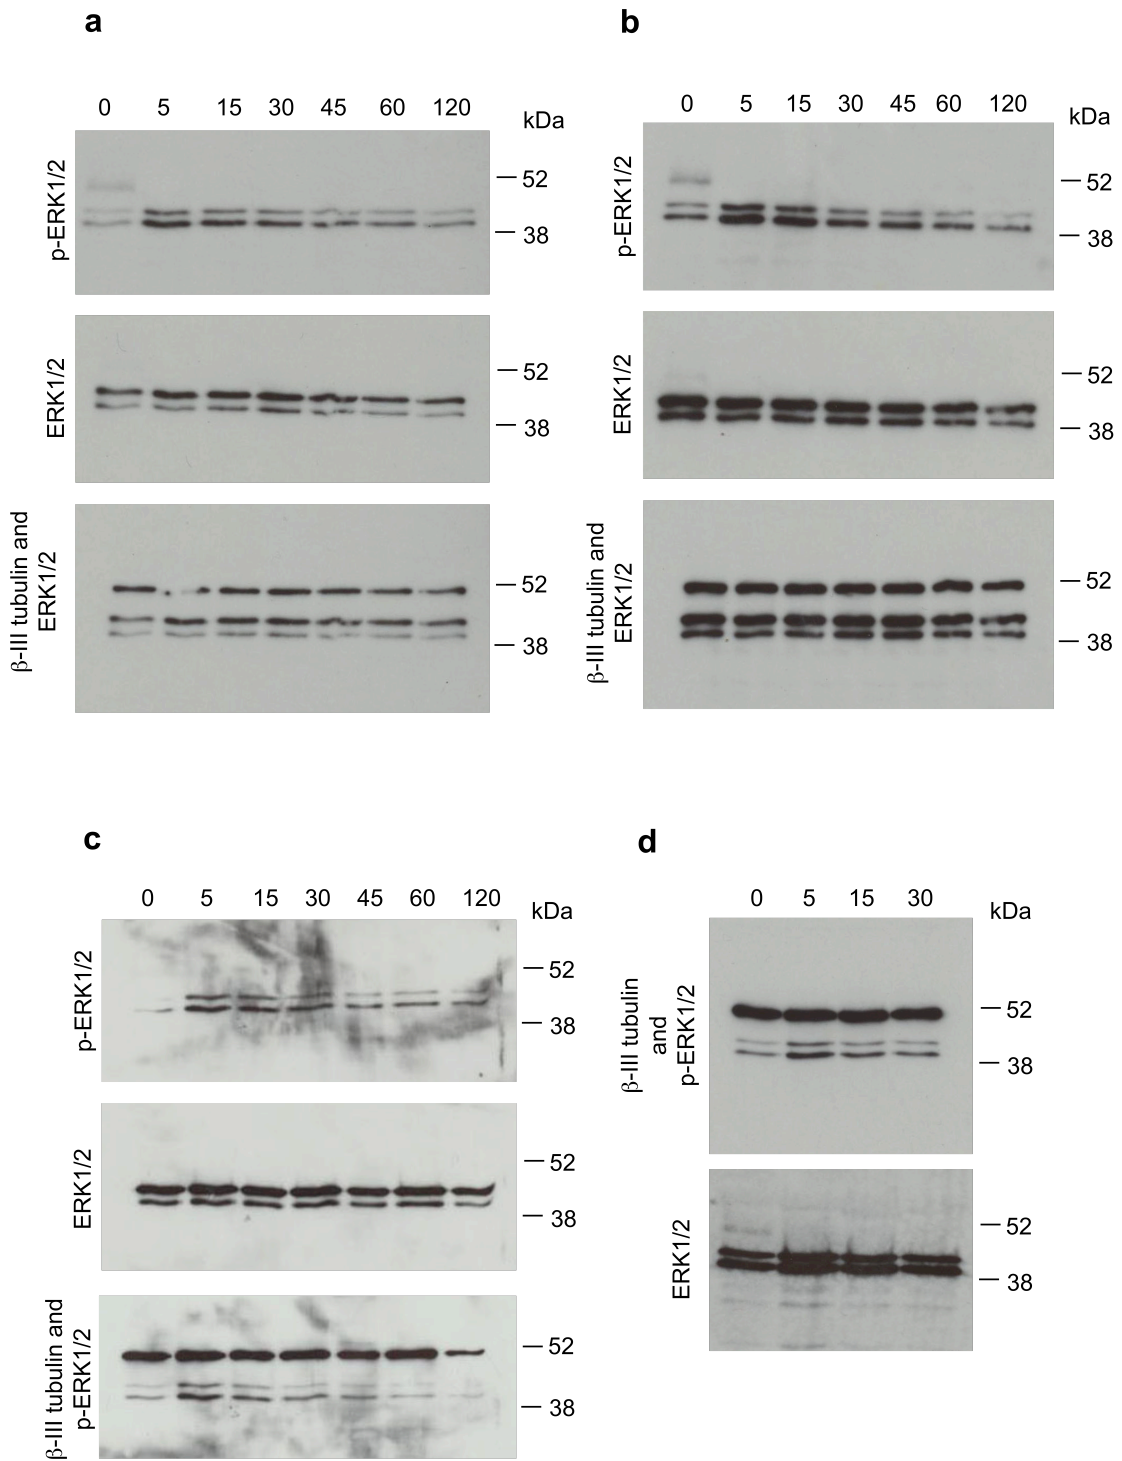 a
0 5 15 30 45 60 120
kDa
p-ERK1/2
52
38
ERK1/2
52
38
β-III tubulin and
ERK1/2
52
38
b
0 5 15 30 45 60 120
kDa
p-ERK1/2
52
38
ERK1/2
52
38
β-III tubulin and
ERK1/2
52
38
c
0 5 15 30 45 60 120
kDa
p-ERK1/2
52
38
ERK1/2
52
38
β-III tubulin and
p-ERK1/2
52
38
d
0 5 15 30
kDa
β-III tubulin
and
p-ERK1/2
52
38
ERK1/2
52
38